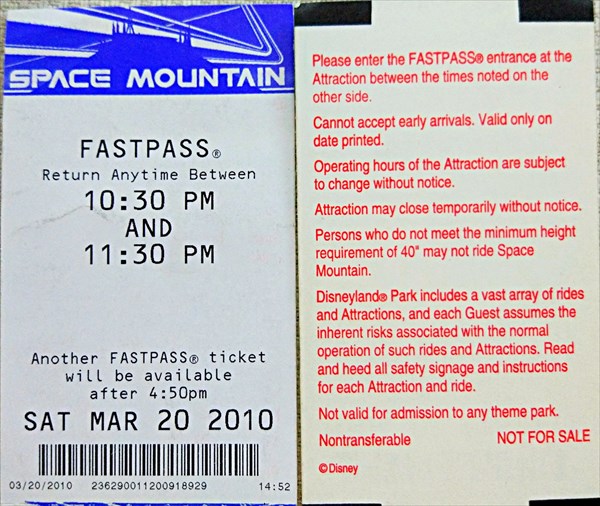 SPACE MOUNTAIN
FASTPASS®
Return Anytime Between
10:30 PM
AND
11:30 PM
Another FASTPASS® ticket
will be available
after 4:50pm
SAT MAR 20 2010
03/20/2010 236290011200918929 14:52
Please enter the FASTPASS® entrance at the
Attraction between the times noted on the
other side.
Cannot accept early arrivals. Valid only on
date printed.
Operating hours of the Attraction are subject
to change without notice.
Attraction may close temporarily without notice.
Persons who do not meet the minimum height
requirement of 40" may not ride Space
Mountain.
Disneyland® Park includes a vast array of rides
and Attractions, and each Guest assumes the
inherent risks associated with the normal
operation of such rides and Attractions. Read
and heed all safety signage and instructions
for each Attraction and ride.
Not valid for admission to any theme park.
Nontransferable NOT FOR SALE
©Disney